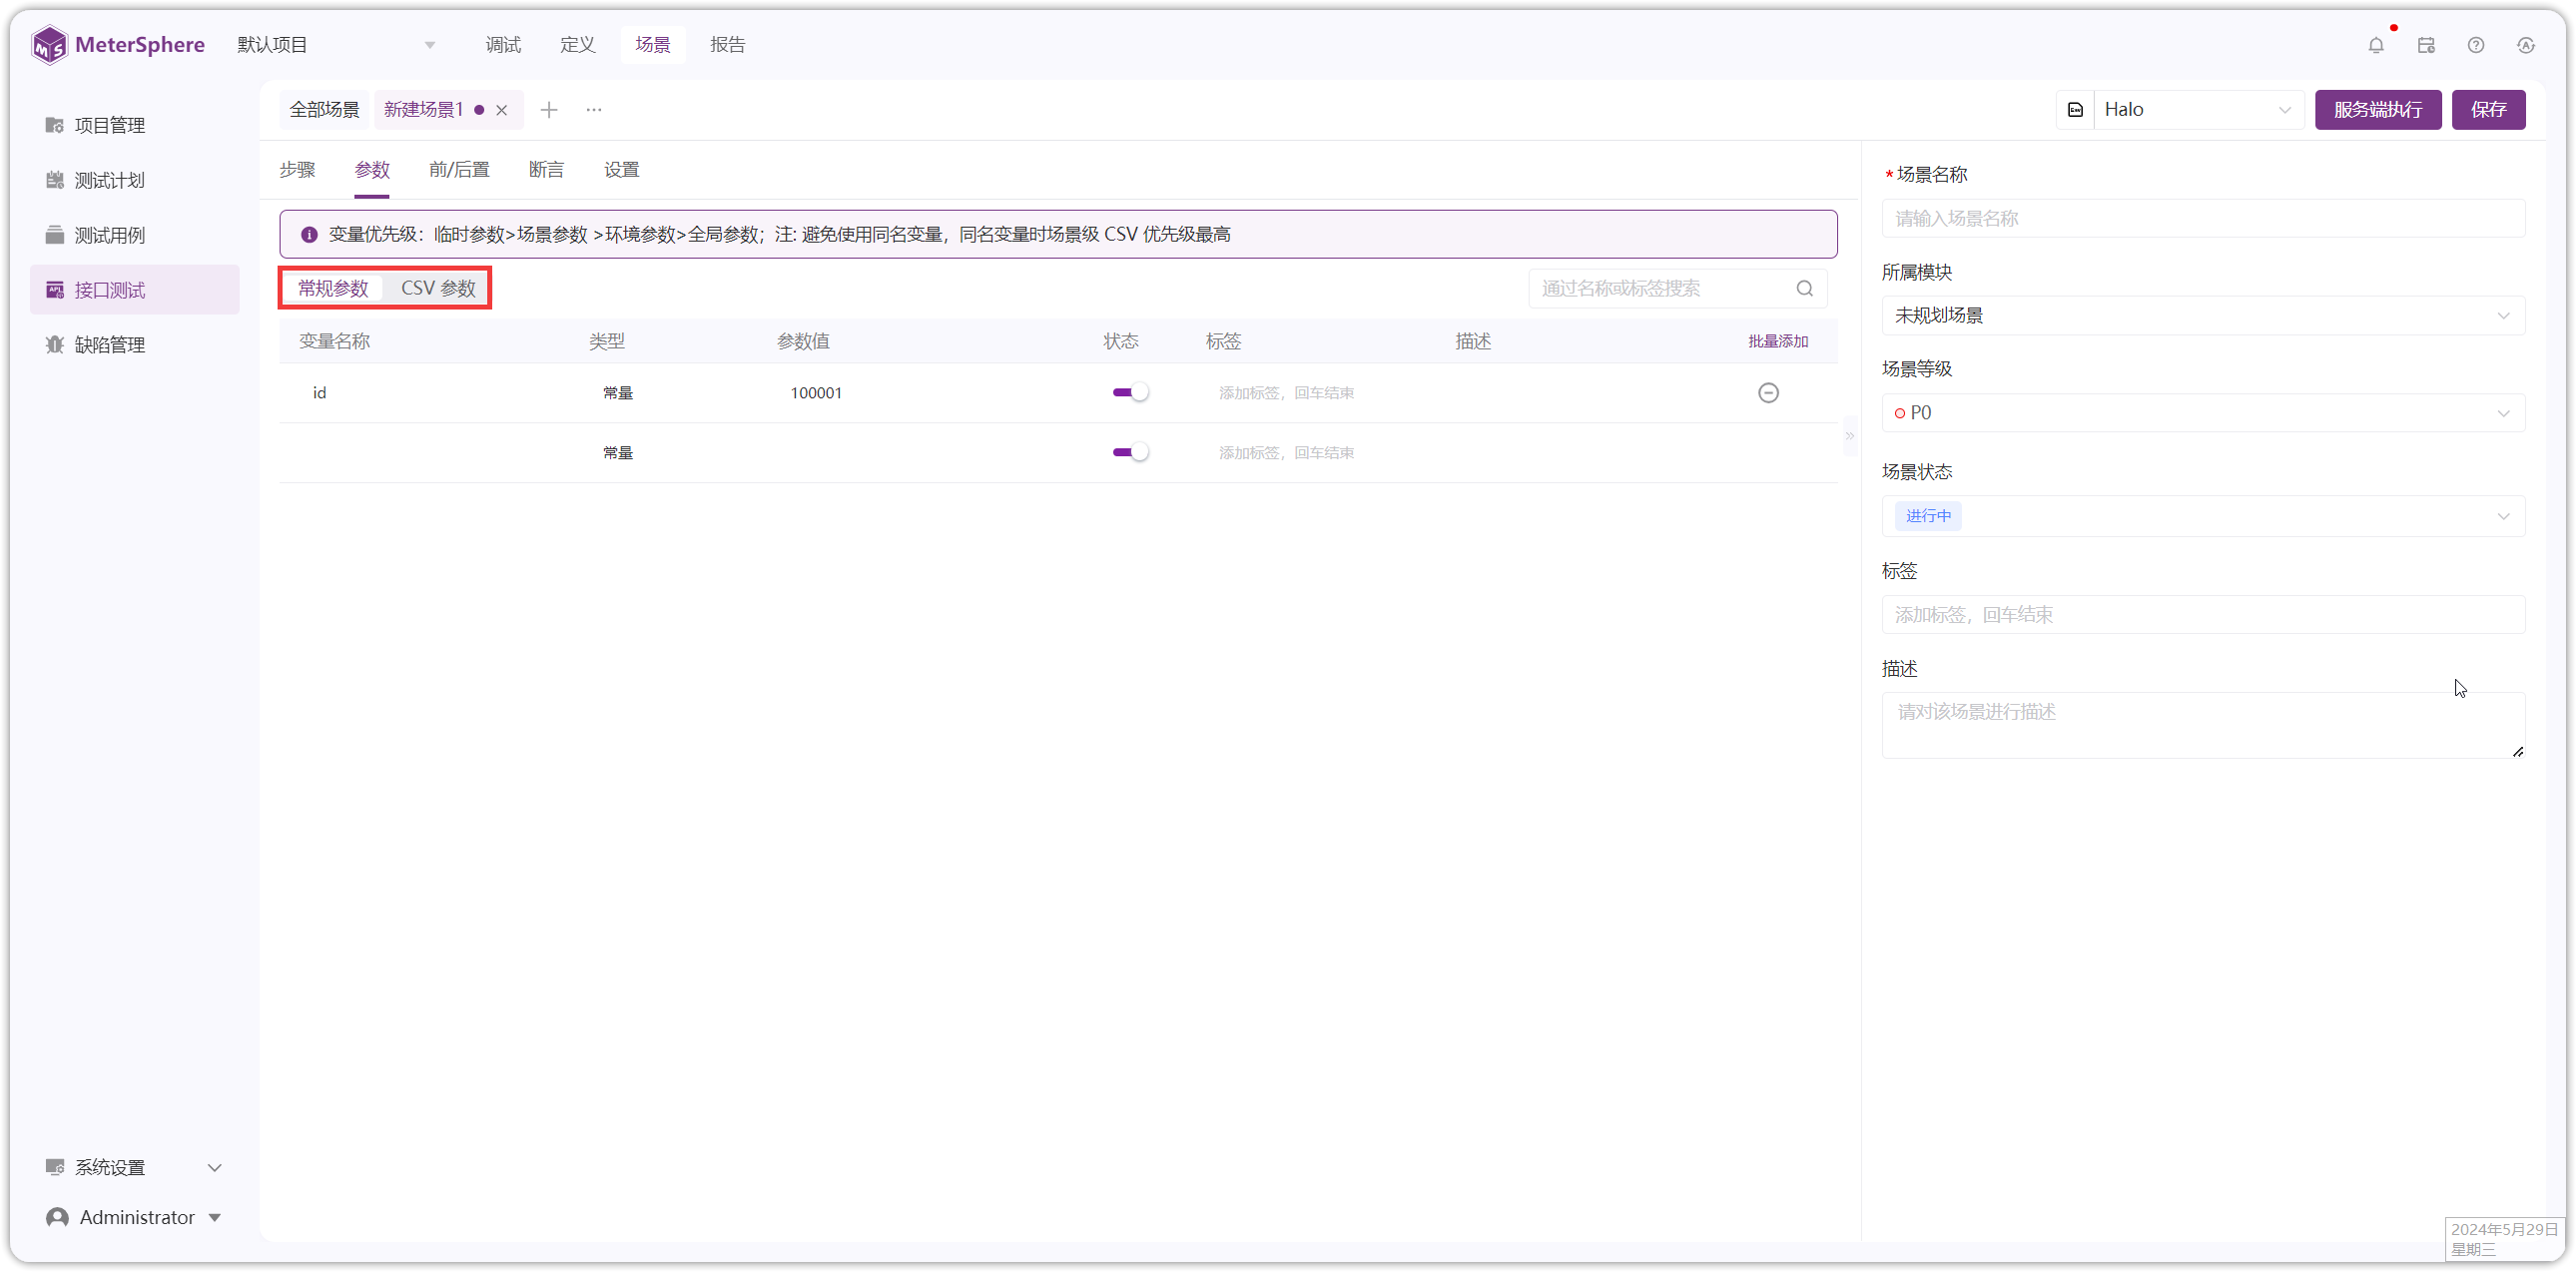 MeterSphere 默认项目 调试 定义 场景 报告
项目管理
测试计划
测试用例
接口测试
缺陷管理
系统设置
Administrator
全部场景 新建场景1
Halo 服务端执行 保存
步骤 参数 前/后置 断言 设置
变量优先级：临时参数>场景参数 >环境参数>全局参数；注: 避免使用同名变量，同名变量时场景级 CSV 优先级最高
常规参数 CSV 参数 通过名称或标签搜索
变量名称 类型 参数值 状态 标签 描述 批量添加
id 常量 100001 添加标签，回车结束
常量 添加标签，回车结束
* 场景名称
请输入场景名称
所属模块
未规划场景
场景等级
P0
场景状态
进行中
标签
添加标签，回车结束
描述
请对该场景进行描述
2024年5月29日
星期三